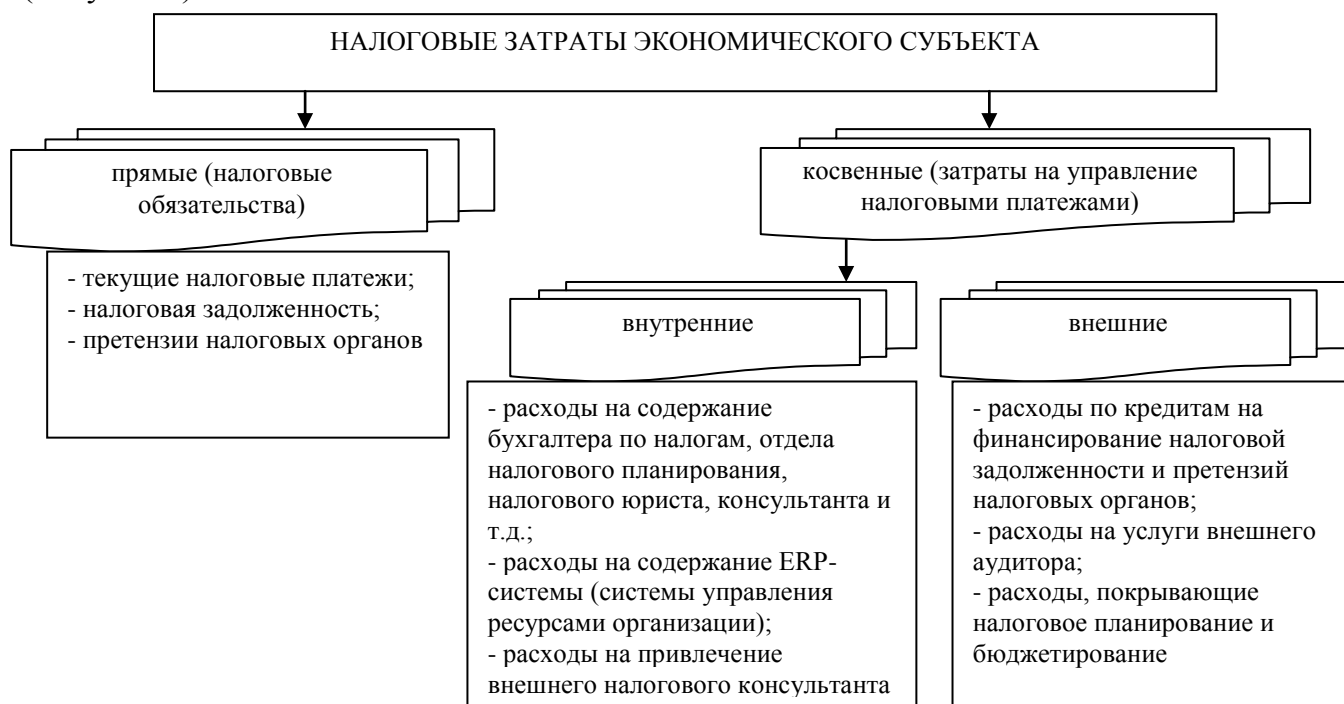 НАЛОГОВЫЕ ЗАТРАТЫ ЭКОНОМИЧЕСКОГО СУБЪЕКТА
прямые (налоговые
обязательства)
косвенные (затраты на управление
налоговыми платежами)
- текущие налоговые платежи;
- налоговая задолженность;
- претензии налоговых органов
внутренние
внешние
- расходы на содержание
бухгалтера по налогам, отдела
налогового планирования,
налогового юриста, консультанта и
т.д.;
- расходы на содержание ERP-
системы (системы управления
ресурсами организации);
- расходы на привлечение
внешнего налогового консультанта
- расходы по кредитам на
финансирование налоговой
задолженности и претензий
налоговых органов;
- расходы на услуги внешнего
аудитора;
- расходы, покрывающие
налоговое планирование и
бюджетирование